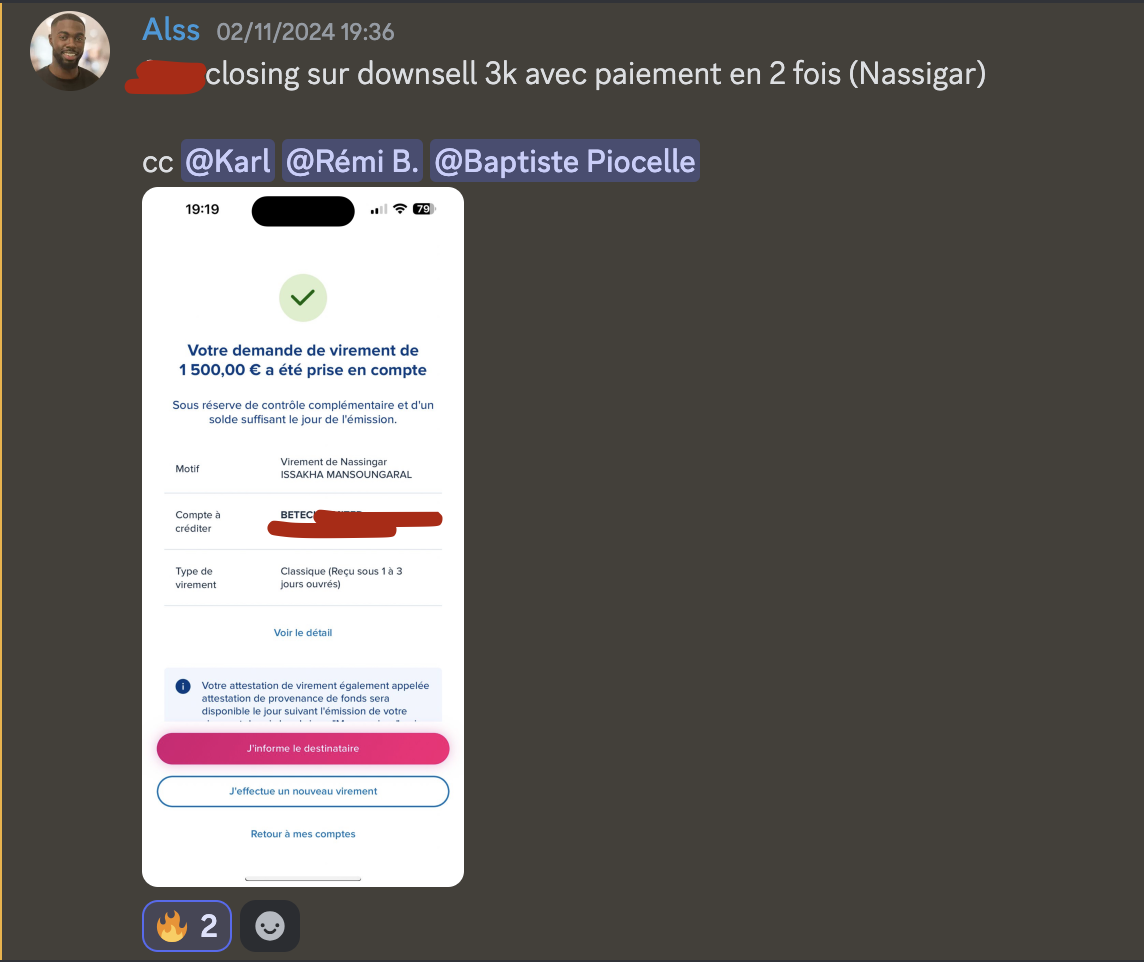 Alss 02/11/2024 19:36
closing sur downsell 3k avec paiement en 2 fois (Nassigar)
cc @Karl @Rémi B. @Baptiste Piocelle
19:19 79
Votre demande de virement de
1 500,00 € a été prise en compte
Sous réserve de contrôle complémentaire et d'un
solde suffisant le jour de l'émission.
Motif
Virement de Nassingar
ISSAKHA MANSOUNGARAL
Compte à
créditer
Type de
virement
Classique (Reçu sous 1 à 3
jours ouvrés)
Voir le détail
Votre attestation de virement également appelée
attestation de provenance de fonds sera
disponible le jour suivant l'émission de votre
J'informe le destinataire
J'effectue un nouveau virement
Retour à mes comptes
2